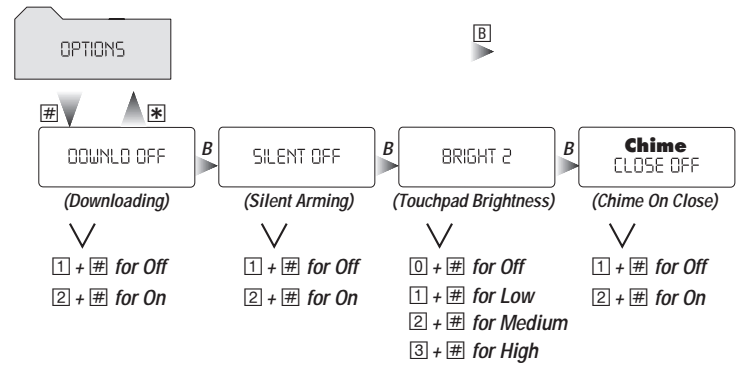 OPTIONS
B
# *
DOWNLD OFF B SILENT OFF B BRIGHT 2 B Chime
CLOSE OFF
(Downloading) (Silent Arming) (Touchpad Brightness) (Chime On Close)
1 + # for Off 1 + # for Off 0 + # for Off 1 + # for Off
2 + # for On 2 + # for On 1 + # for Low 2 + # for On
2 + # for Medium
3 + # for High